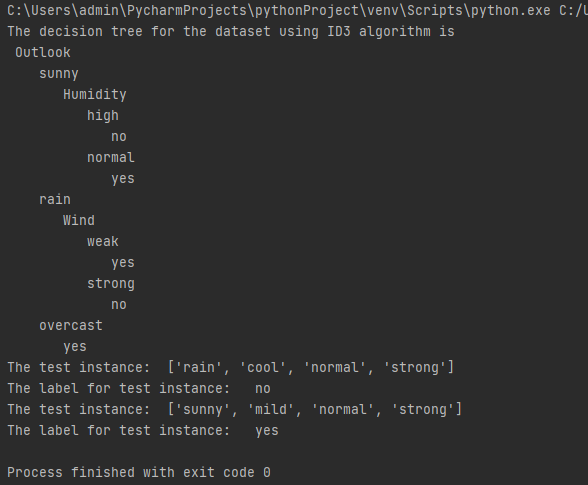 C:\Users\admin\PycharmProjects\pythonProject\venv\Scripts\python.exe C:/U
The decision tree for the dataset using ID3 algorithm is
 Outlook
    sunny
       Humidity
          high
             no
          normal
             yes
    rain
       Wind
          weak
             yes
          strong
             no
    overcast
       yes
The test instance:  ['rain', 'cool', 'normal', 'strong']
The label for test instance:   no
The test instance:  ['sunny', 'mild', 'normal', 'strong']
The label for test instance:   yes
Process finished with exit code 0